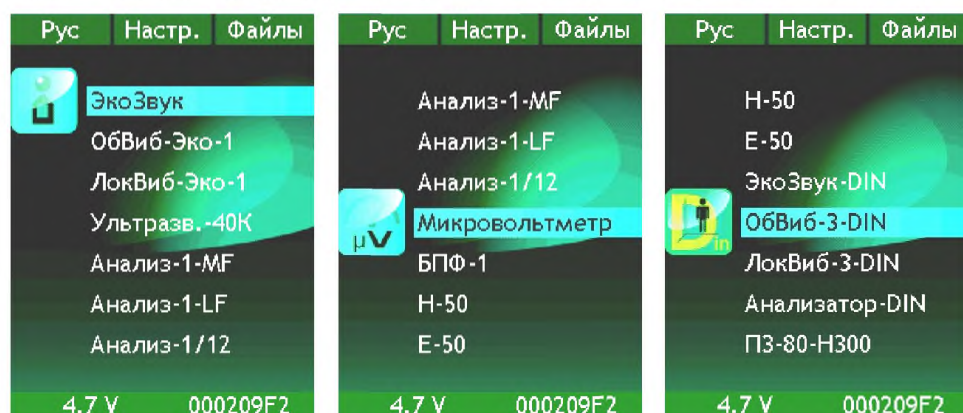 Рус Настр. Файлы
ЭкоЗвук
ОбВиб-Эко-1
ЛокВиб-Эко-1
Ультразв.-40К
Анализ-1-MF
Анализ-1-LF
Анализ-1/12
4.7 V 000209F2
Рус Настр. Файлы
Анализ-1-MF
Анализ-1-LF
Анализ-1/12
μV
Микровольтметр
БПФ-1
H-50
E-50
4.7 V 000209F2
Рус Настр. Файлы
H-50
E-50
ЭкоЗвук-DIN
Din
ОбВиб-3-DIN
ЛокВиб-3-DIN
Анализатор-DIN
П3-80-H300
4.7 V 000209F2